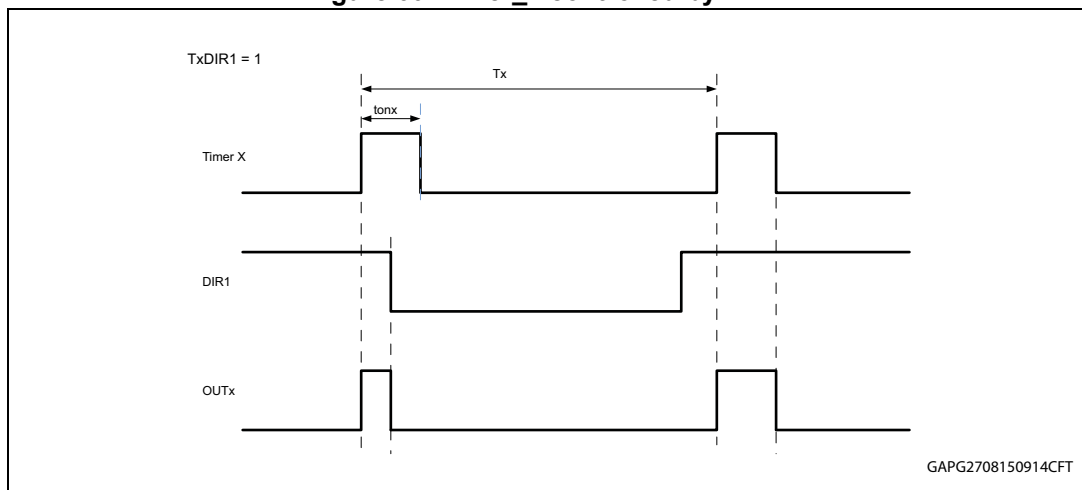 TxDIR1 = 1
Tx
tonx
Timer X
DIR1
OUTx
GAPG2708150914CFT